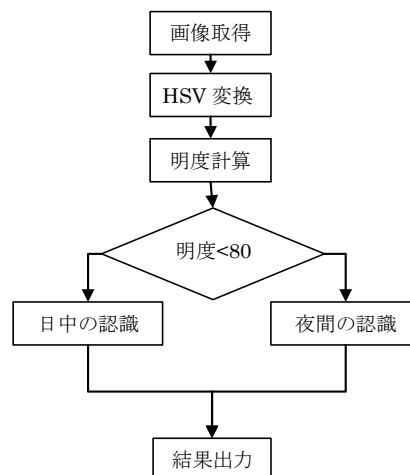 画像取得
HSV 変換
明度計算
明度<80
日中の認識
夜間の認識
結果出力